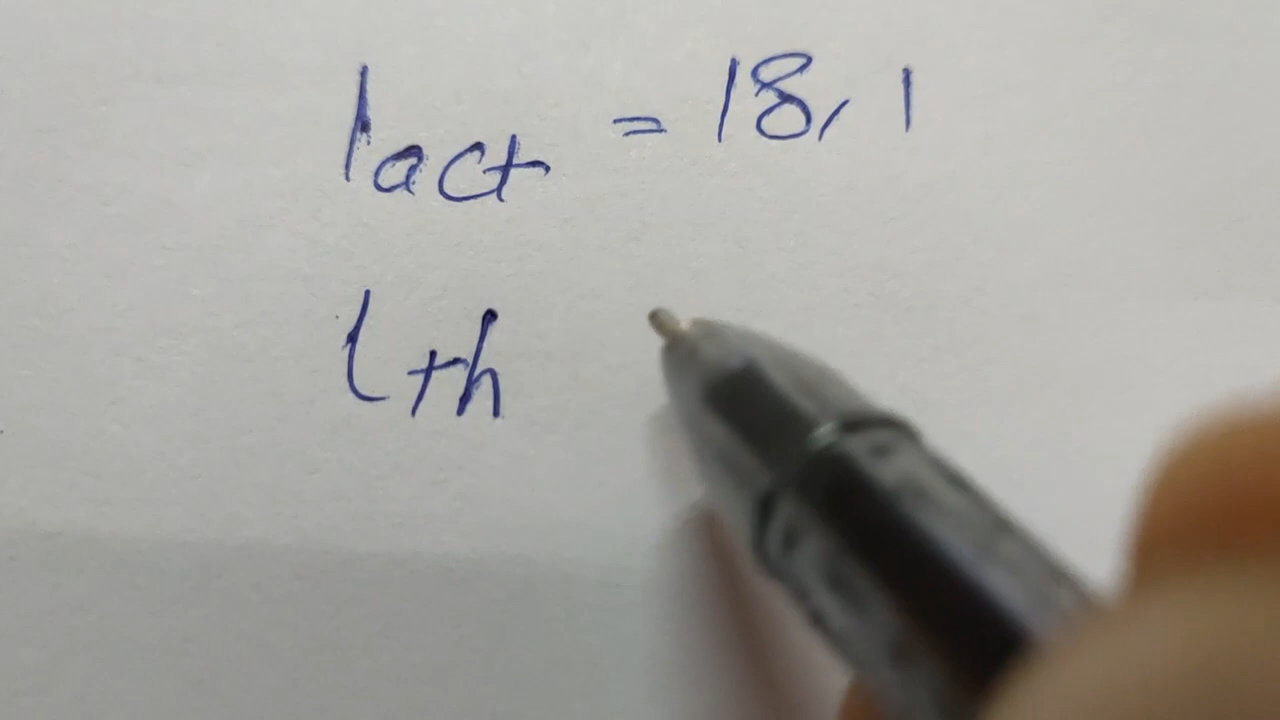 lact = 18,1
lth